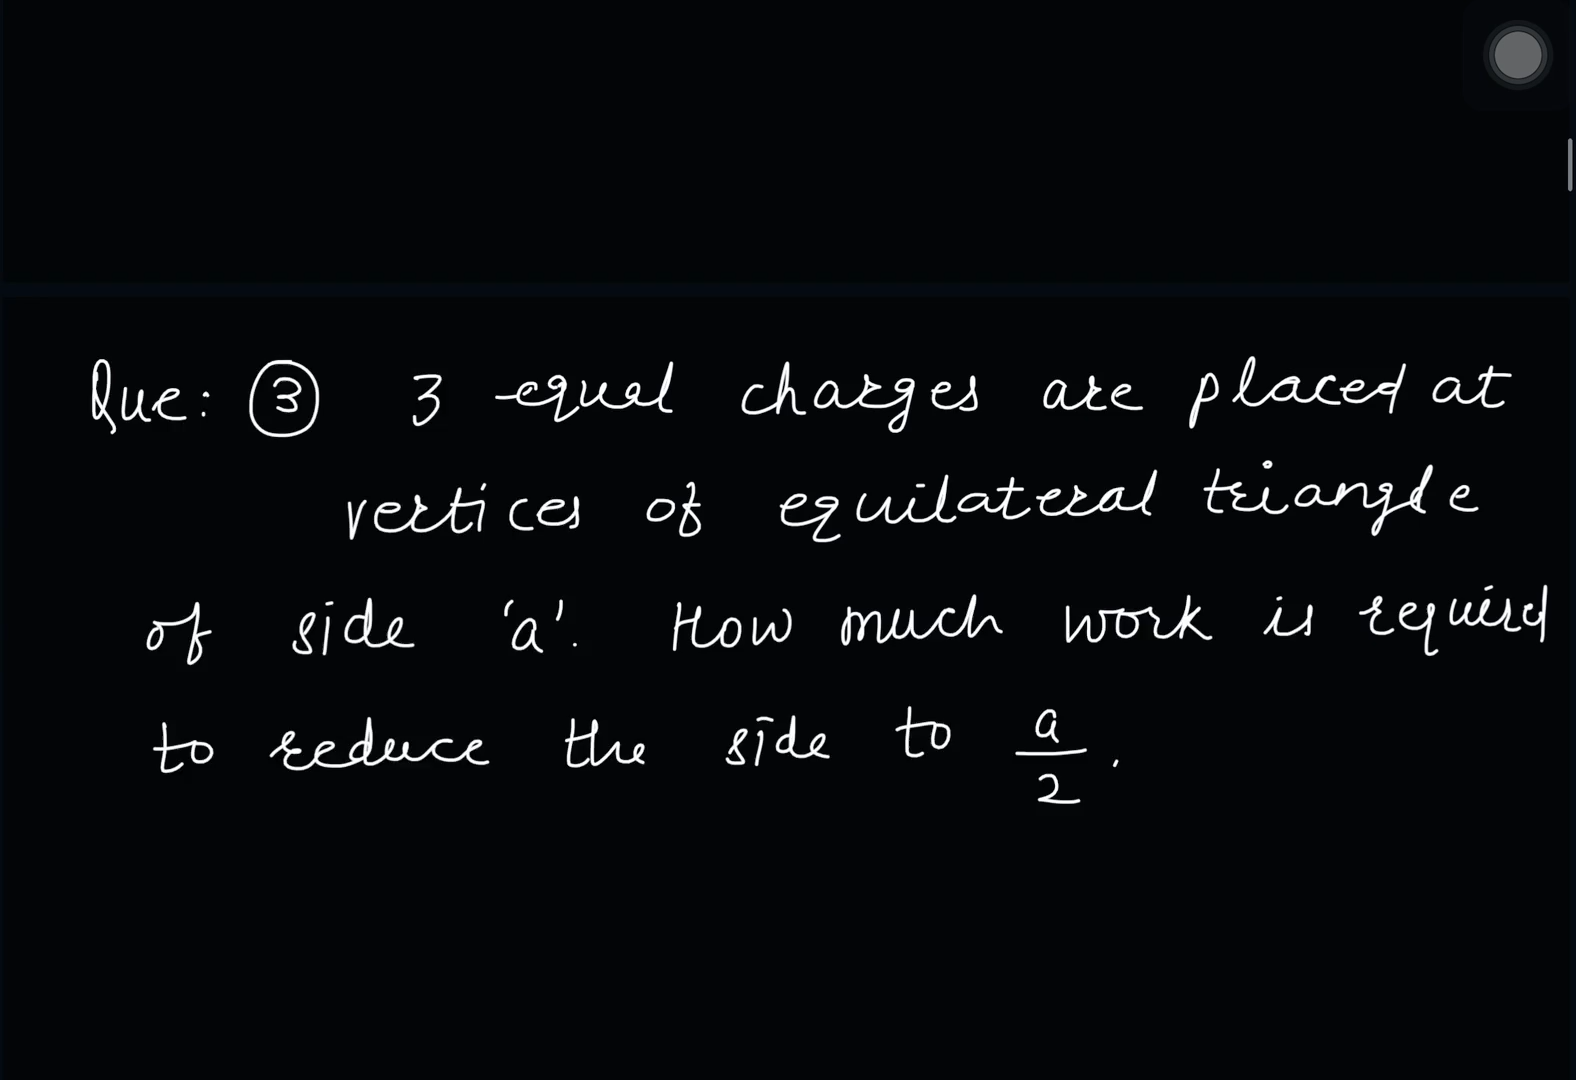 Que: ③ 3 equal charges are placed at
vertices of equilateral triangle
of side 'a'. How much work is required
to reduce the side to a/2.